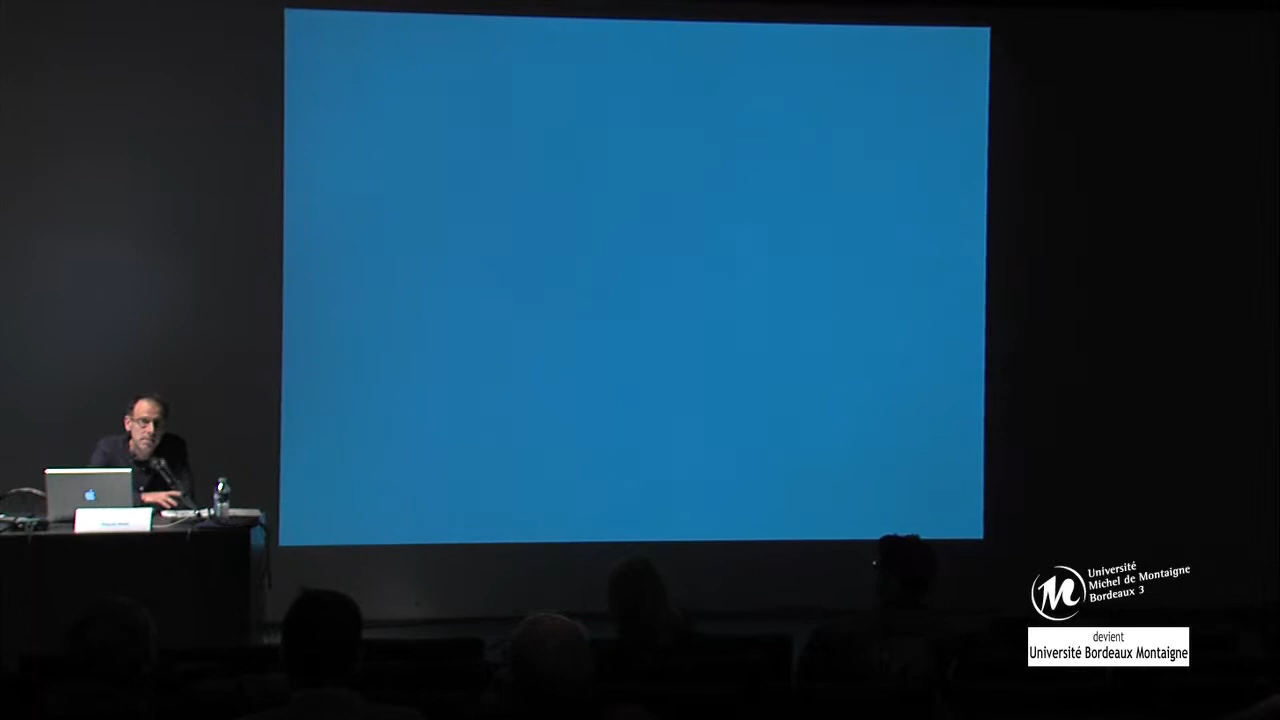 Université
Michel de Montaigne
Bordeaux 3
devient
Université Bordeaux Montaigne